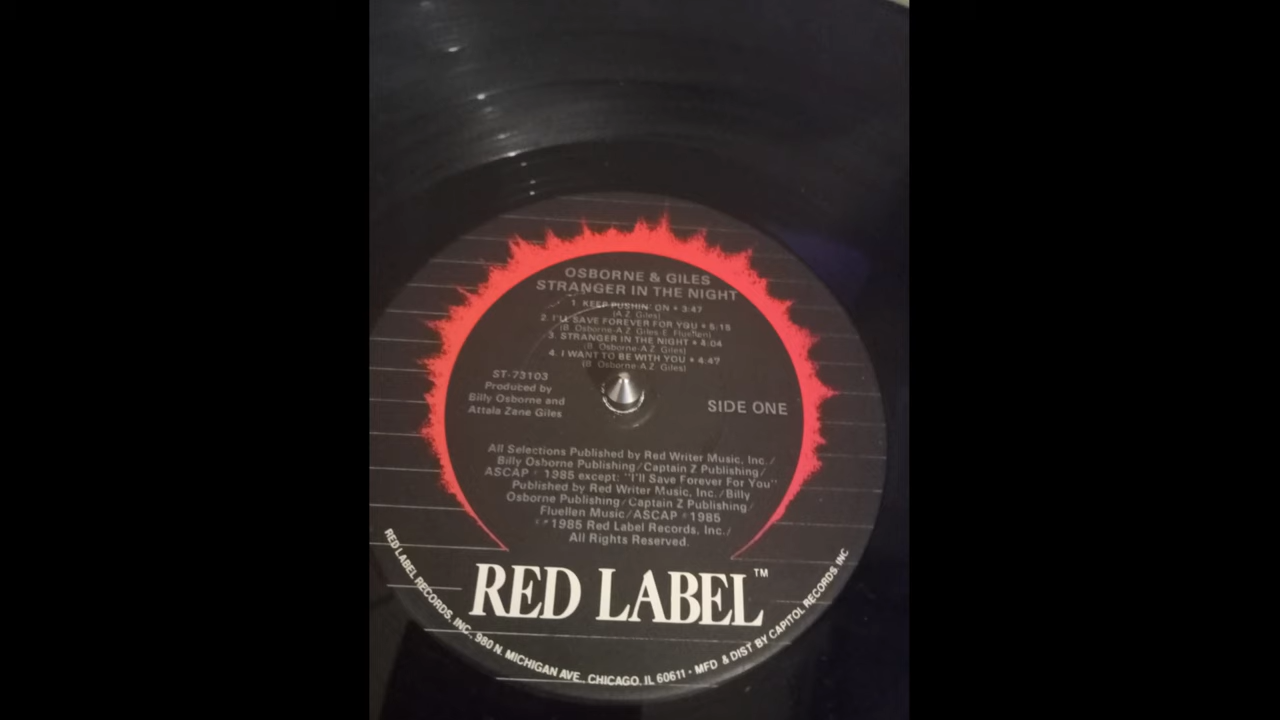 OSBORNE & GILES
STRANGER IN THE NIGHT
1. KEEP PUSHIN' ON • 3:47
(A.Z. Giles)
2. I'LL SAVE FOREVER FOR YOU • 5:15
(B. Osborne-A.Z. Giles-E. Fluellen)
3. STRANGER IN THE NIGHT • 4:04
(B. Osborne-A.Z. Giles)
4. I WANT TO BE WITH YOU • 4:47
(B. Osborne-A.Z. Giles)
ST-73103
Produced by
Billy Osborne and
Attala Zane Giles
SIDE ONE
All Selections Published by Red Writer Music, Inc./
Billy Osborne Publishing/Captain Z Publishing/
ASCAP 1985 except: "I'll Save Forever For You"
Published by Red Writer Music, Inc./Billy
Osborne Publishing/Captain Z Publishing/
Fluellen Music/ASCAP 1985
1985 Red Label Records, Inc./
All Rights Reserved.
RED LABEL™
RED LABEL RECORDS, INC., 980 N. MICHIGAN AVE., CHICAGO, IL 60611 • MFD & DIST BY CAPITOL RECORDS, INC